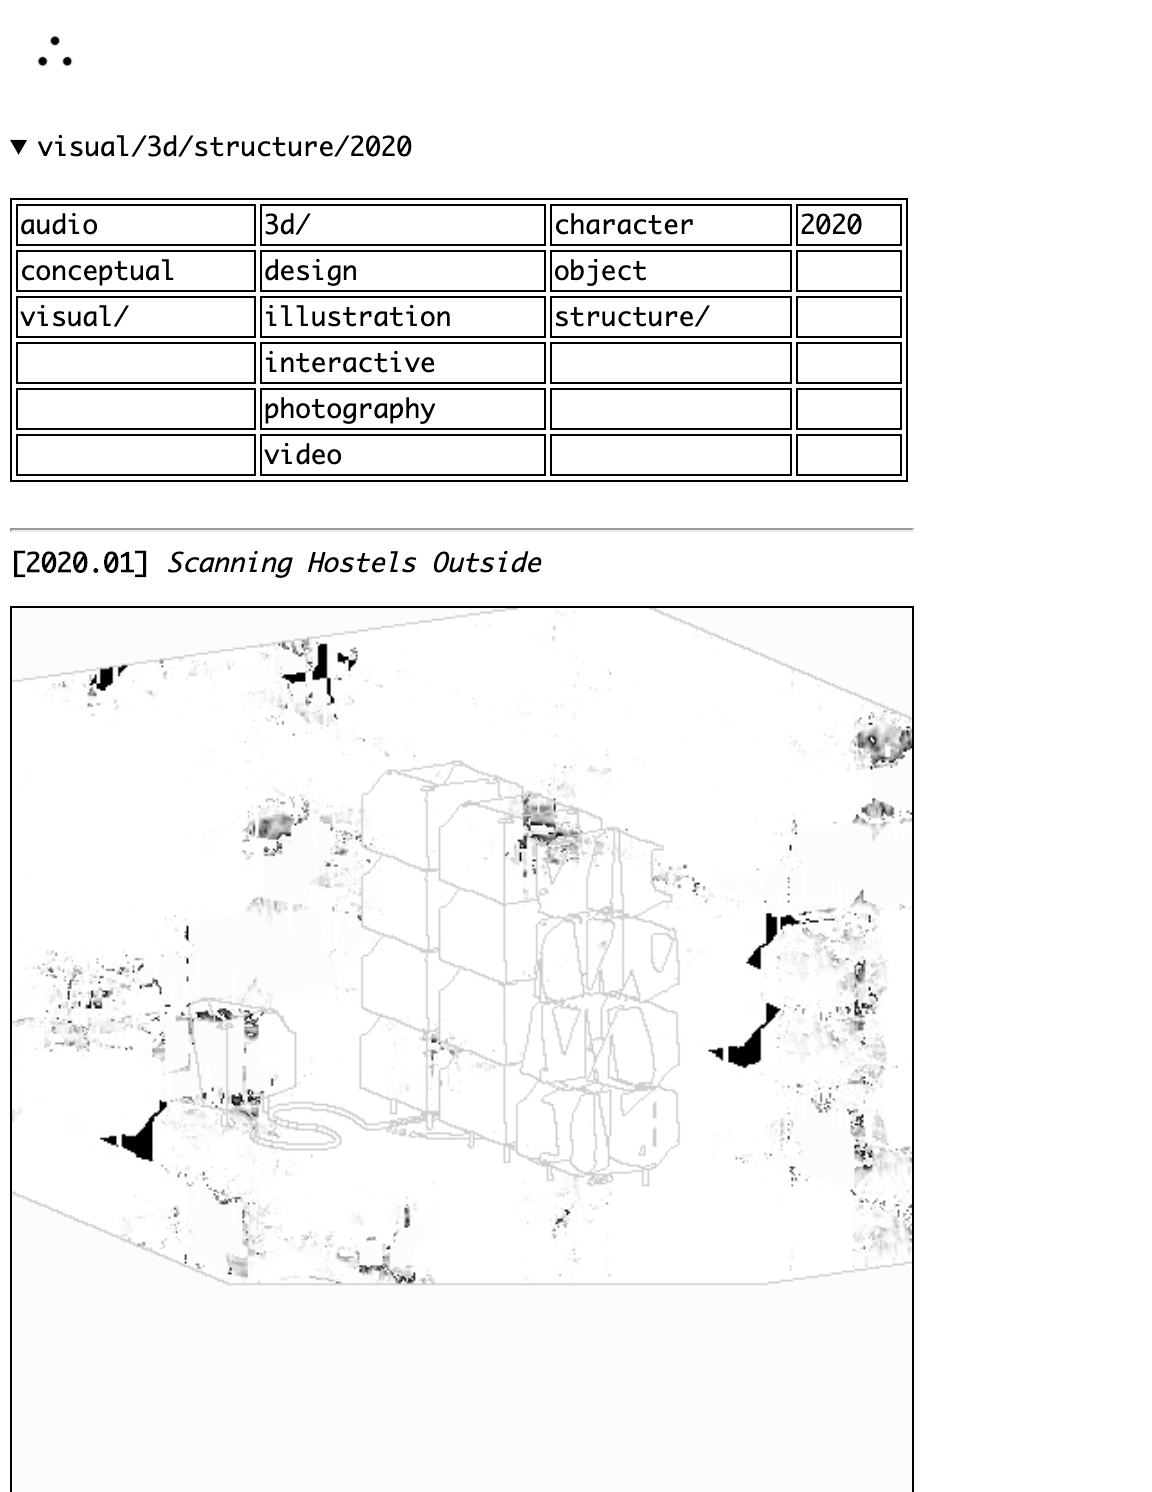 ∴
▼ visual/3d/structure/2020
audio 3d/ character 2020
conceptual design object
visual/ illustration structure/
interactive
photography
video
[2020.01] Scanning Hostels Outside